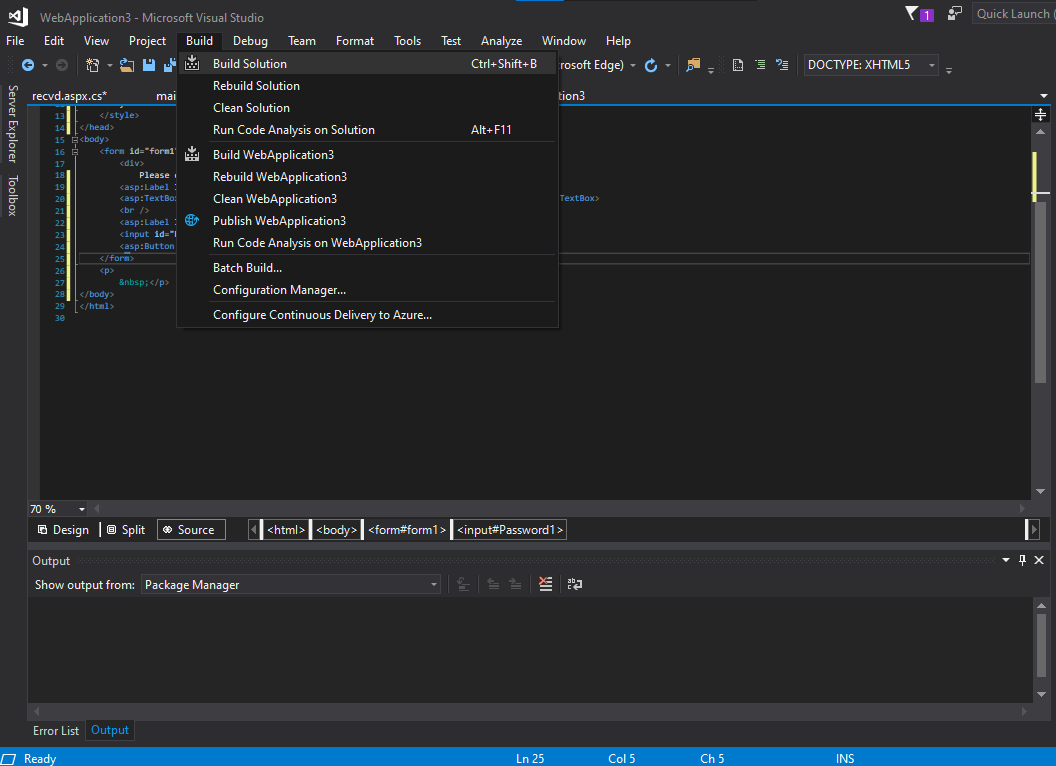 WebApplication3 - Microsoft Visual Studio
1
Quick Launch (
File Edit View Project Build Debug Team Format Tools Test Analyze Window Help
rosoft Edge)
DOCTYPE: XHTML5
Build Solution Ctrl+Shift+B
Rebuild Solution
Clean Solution
Run Code Analysis on Solution Alt+F11
Build WebApplication3
Rebuild WebApplication3
Clean WebApplication3
Publish WebApplication3
Run Code Analysis on WebApplication3
Batch Build...
Configuration Manager...
Configure Continuous Delivery to Azure...
Server Explorer
Toolbox
recvd.aspx.cs* mai tion3
13 </style>
14 </head>
15 <body>
16 <form id="form1"
17 <div>
18 Please
19 <asp:Label
20 <asp:TextBox TextBox>
21 <br />
22 <asp:Label
23 <input id="
24 <asp:Button
25 </form>
26 <p>
27 &nbsp;</p>
28 </body>
29 </html>
30
70 %
Design Split Source <html> <body> <form#form1> <input#Password1>
Output
Show output from: Package Manager
Error List Output
Ready Ln 25 Col 5 Ch 5 INS